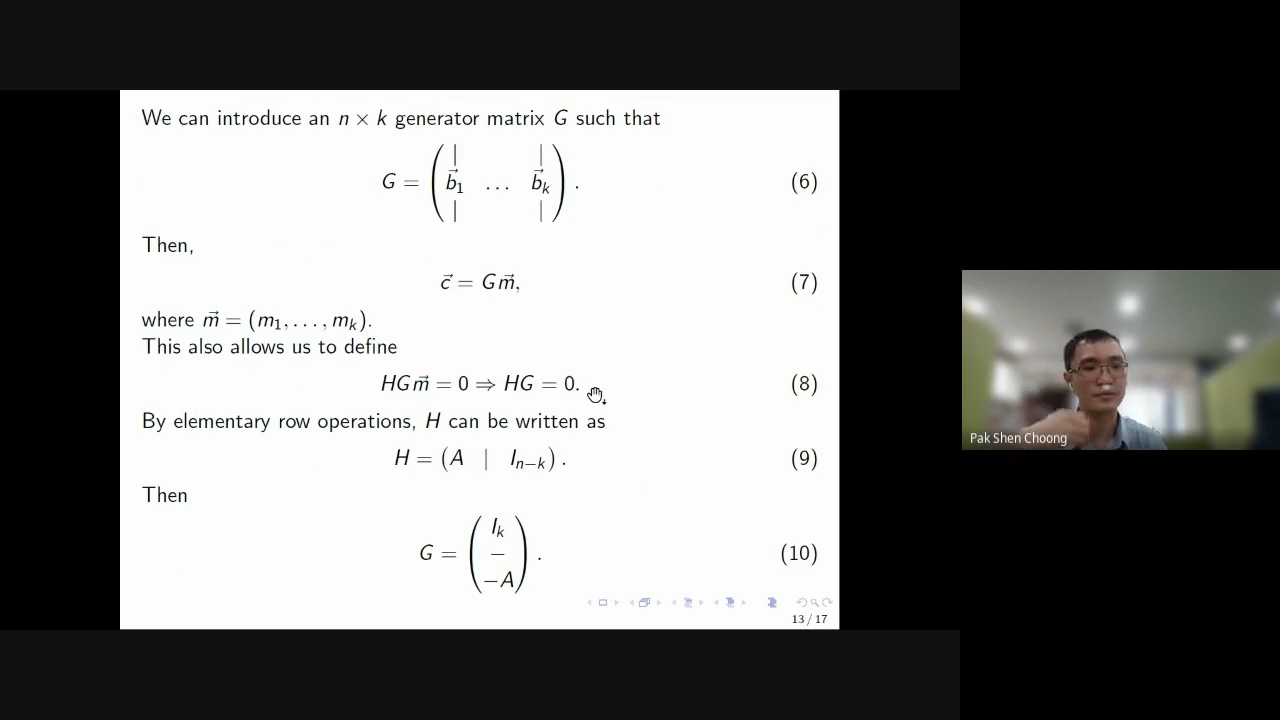 We can introduce an n × k generator matrix G such that
G = ( | | b⃗₁ … b⃗ₖ | | ) . (6)
Then,
c⃗ = Gm⃗, (7)
where m⃗ = (m₁, . . . , mₖ).
This also allows us to define
HGm⃗ = 0 ⇒ HG = 0. (8)
By elementary row operations, H can be written as
H = (A | Iₙ₋ₖ) . (9)
Then
G = ( Iₖ − −A ) . (10)
13 / 17
Pak Shen Choong